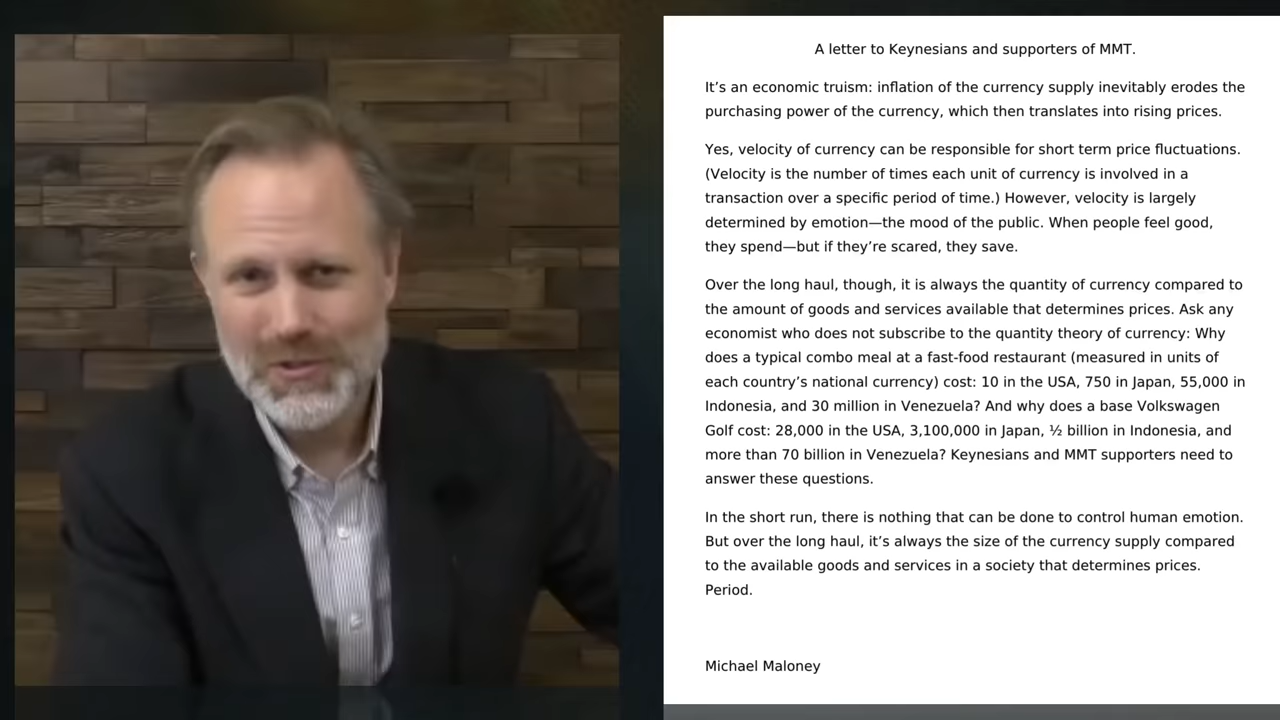 A letter to Keynesians and supporters of MMT.
It’s an economic truism: inflation of the currency supply inevitably erodes the
purchasing power of the currency, which then translates into rising prices.
Yes, velocity of currency can be responsible for short term price fluctuations.
(Velocity is the number of times each unit of currency is involved in a
transaction over a specific period of time.) However, velocity is largely
determined by emotion—the mood of the public. When people feel good,
they spend—but if they’re scared, they save.
Over the long haul, though, it is always the quantity of currency compared to
the amount of goods and services available that determines prices. Ask any
economist who does not subscribe to the quantity theory of currency: Why
does a typical combo meal at a fast-food restaurant (measured in units of
each country’s national currency) cost: 10 in the USA, 750 in Japan, 55,000 in
Indonesia, and 30 million in Venezuela? And why does a base Volkswagen
Golf cost: 28,000 in the USA, 3,100,000 in Japan, ½ billion in Indonesia, and
more than 70 billion in Venezuela? Keynesians and MMT supporters need to
answer these questions.
In the short run, there is nothing that can be done to control human emotion.
But over the long haul, it’s always the size of the currency supply compared
to the available goods and services in a society that determines prices.
Period.
Michael Maloney